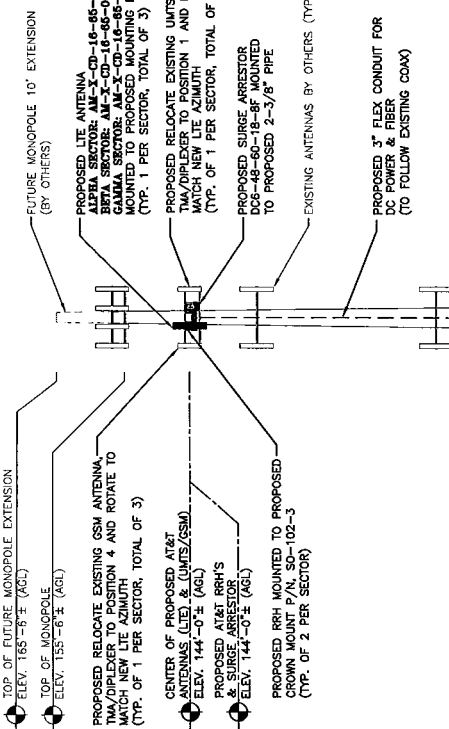 TOP OF FUTURE MONOPOLE EXTENSION
ELEV. 165'-6"± (AGL)
TOP OF MONOPOLE
ELEV. 155'-6"± (AGL)
PROPOSED RELOCATE EXISTING GSM ANTENNA,
TMA/DIPLEXER TO POSITION 4 AND ROTATE TO
MATCH NEW LTE AZIMUTH
(TYP. OF 1 PER SECTOR, TOTAL OF 3)
CENTER OF PROPOSED AT&T
ANTENNAS (LTE) & (UMTS/GSM)
ELEV. 144'-0"± (AGL)
PROPOSED AT&T RRH'S
& SURGE ARRESTOR
ELEV. 144'-0"± (AGL)
PROPOSED RRH MOUNTED TO PROPOSED
CROWN MOUNT P/N, SO-102-3
(TYP. OF 2 PER SECTOR)
FUTURE MONOPOLE 10' EXTENSION
(BY OTHERS)
PROPOSED LTE ANTENNA
ALPHA SECTOR: AM-X-CD-16-65-
BETA SECTOR: AM-X-CD-16-65-0
GAMMA SECTOR: AM-X-CD-16-65-
MOUNTED TO PROPOSED MOUNTING
(TYP. 1 PER SECTOR, TOTAL OF 3)
PROPOSED RELOCATE EXISTING UMTS
TMA/DIPLEXER TO POSITION 1 AND
MATCH NEW LTE AZIMUTH
(TYP. OF 1 PER SECTOR, TOTAL OF
PROPOSED SURGE ARRESTOR
DC6-48-60-18-8F MOUNTED
TO PROPOSED 2-3/8" PIPE
EXISTING ANTENNAS BY OTHERS (TYP
PROPOSED 3" FLEX CONDUIT FOR
DC POWER & FIBER
(TO FOLLOW EXISTING COAX)